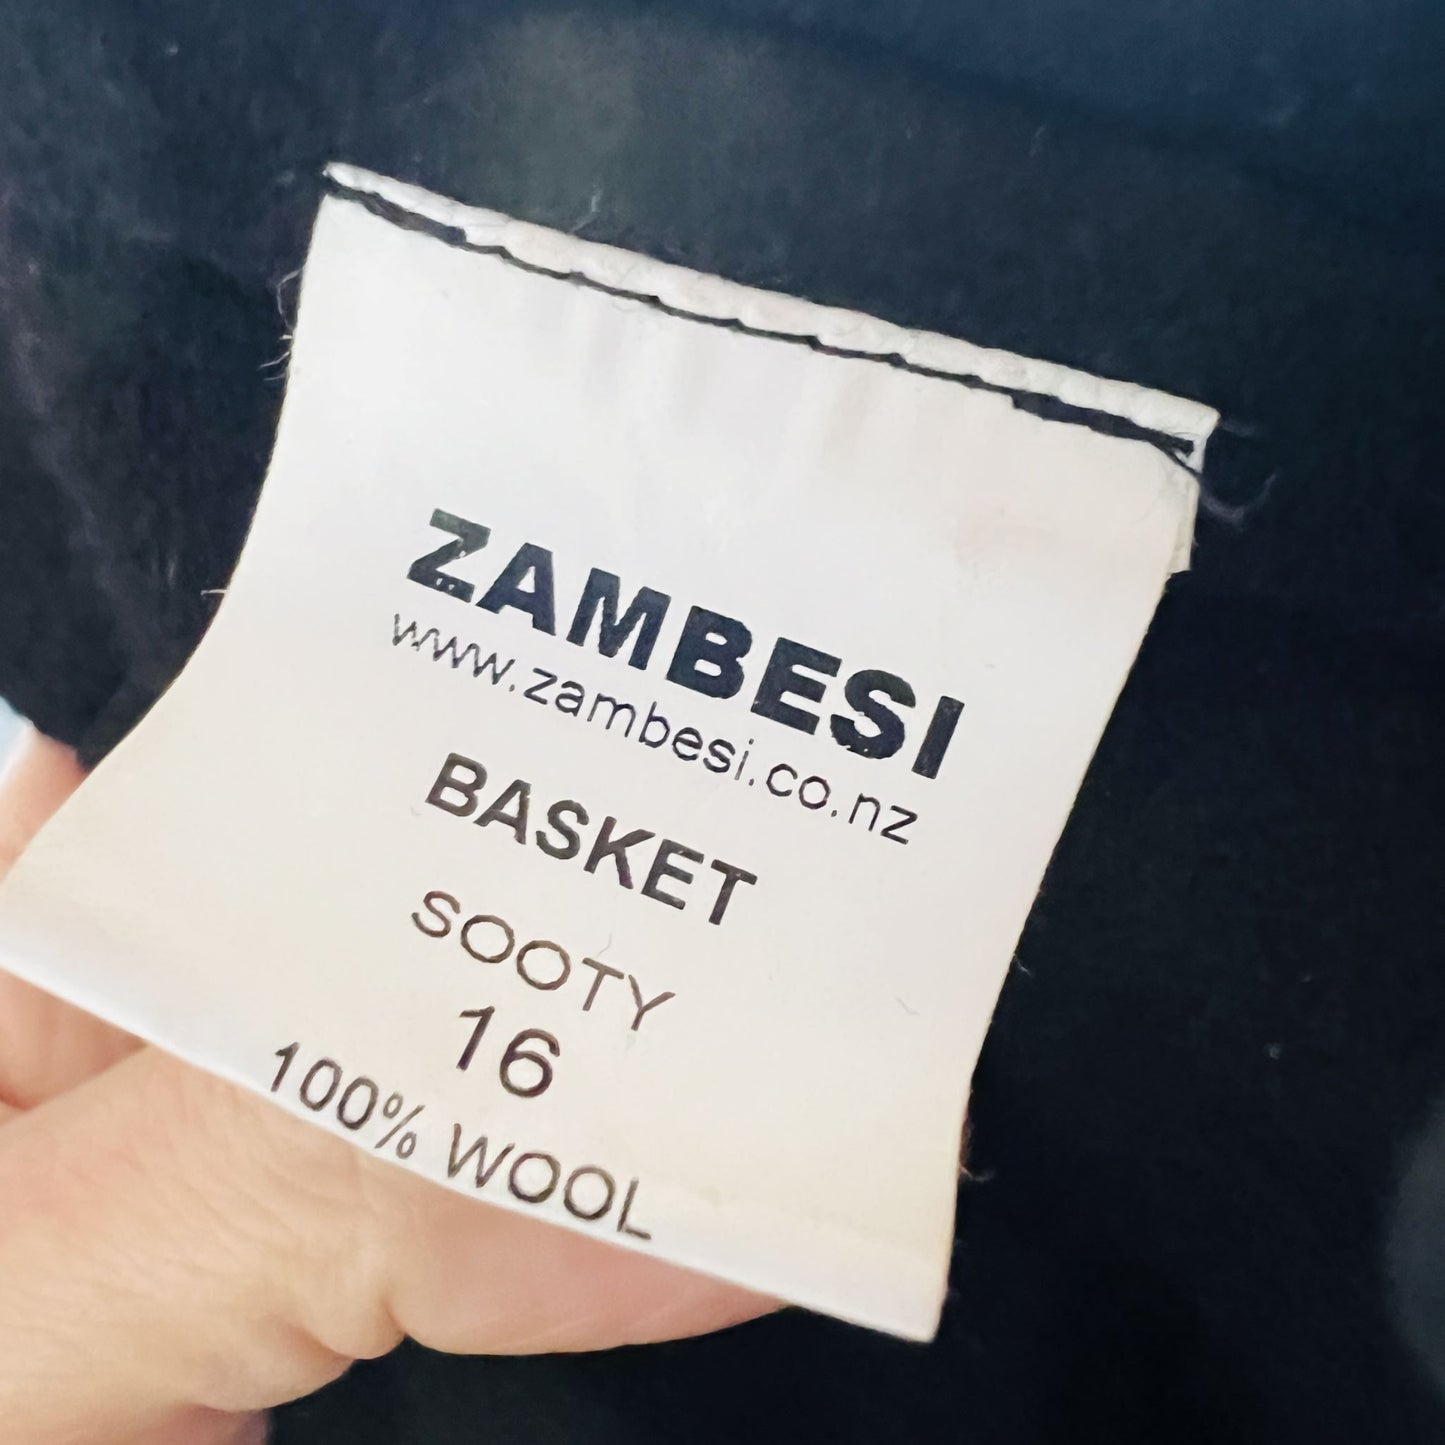 ZAMBESI
www.zambesi.co.nz
BASKET
SOOTY
16
100% WOOL